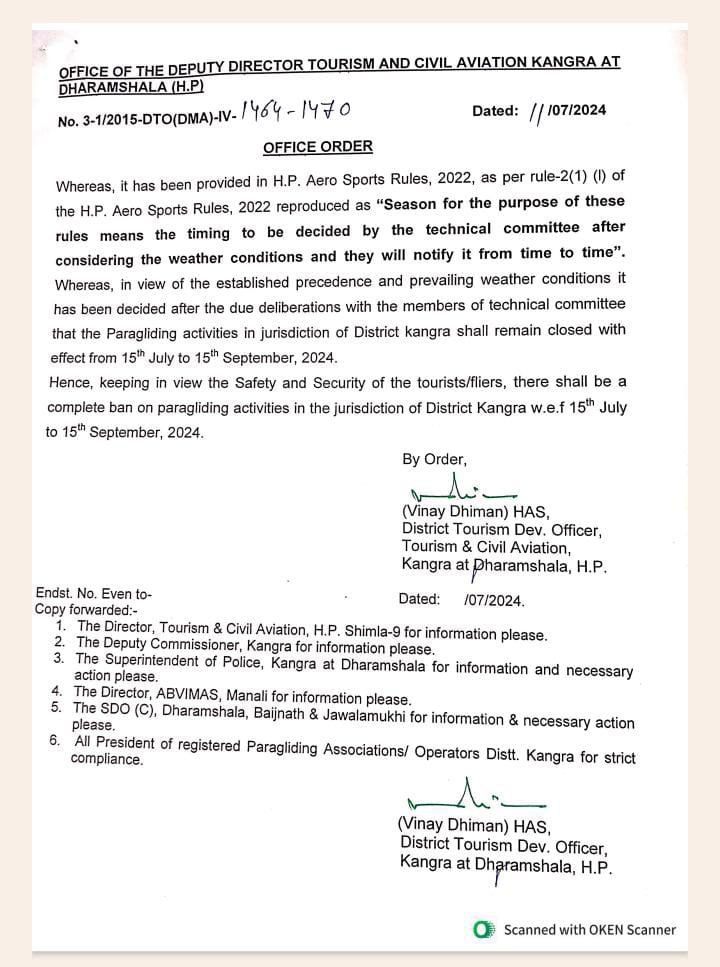 OFFICE OF THE DEPUTY DIRECTOR TOURISM AND CIVIL AVIATION KANGRA AT
DHARAMSHALA (H.P)
No. 3-1/2015-DTO(DMA)-IV- 1464-1470 Dated: 11/07/2024
OFFICE ORDER
Whereas, it has been provided in H.P. Aero Sports Rules, 2022, as per rule-2(1) (l) of
the H.P. Aero Sports Rules, 2022 reproduced as “Season for the purpose of these
rules means the timing to be decided by the technical committee after
considering the weather conditions and they will notify it from time to time”.
Whereas, in view of the established precedence and prevailing weather conditions it
has been decided after the due deliberations with the members of technical committee
that the Paragliding activities in jurisdiction of District kangra shall remain closed with
effect from 15th July to 15th September, 2024.
Hence, keeping in view the Safety and Security of the tourists/fliers, there shall be a
complete ban on paragliding activities in the jurisdiction of District Kangra w.e.f 15th July
to 15th September, 2024.
By Order,
(Vinay Dhiman) HAS,
District Tourism Dev. Officer,
Tourism & Civil Aviation,
Kangra at Dharamshala, H.P.
Endst. No. Even to- Dated: /07/2024.
Copy forwarded:-
1. The Director, Tourism & Civil Aviation, H.P. Shimla-9 for information please.
2. The Deputy Commissioner, Kangra for information please.
3. The Superintendent of Police, Kangra at Dharamshala for information and necessary
action please.
4. The Director, ABVIMAS, Manali for information please.
5. The SDO (C), Dharamshala, Baijnath & Jawalamukhi for information & necessary action
please.
6. All President of registered Paragliding Associations/ Operators Distt. Kangra for strict
compliance.
(Vinay Dhiman) HAS,
District Tourism Dev. Officer,
Kangra at Dharamshala, H.P.
Scanned with OKEN Scanner